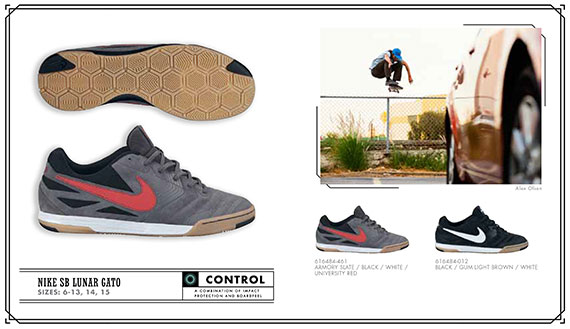 NIKE SB LUNAR GATO
SIZES: 6-13, 14, 15
CONTROL
A COMBINATION OF IMPACT
PROTECTION AND BOARDFEEL
Alex Olson
616484-461
ARMORY SLATE / BLACK / WHITE /
UNIVERSITY RED
616484-012
BLACK / GUM LIGHT BROWN / WHITE